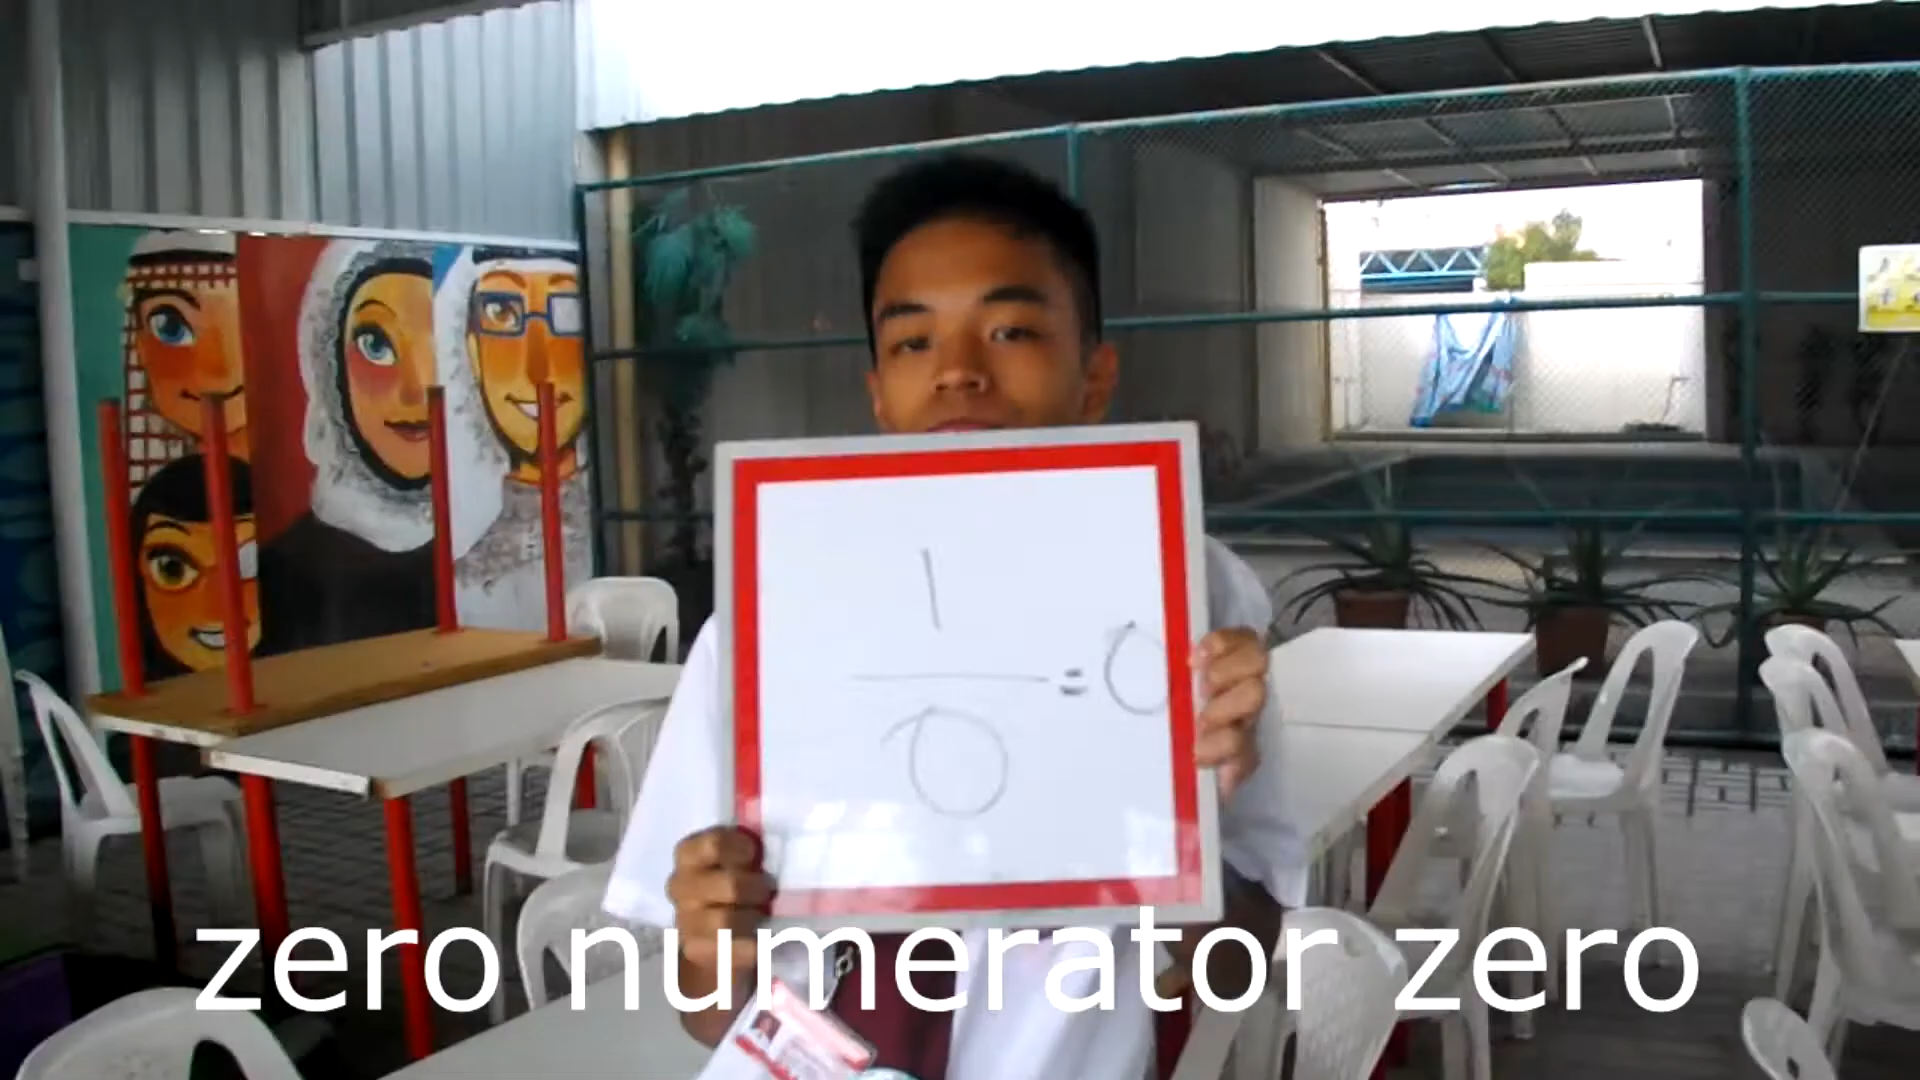 1
— = 0
0
zero numerator zero